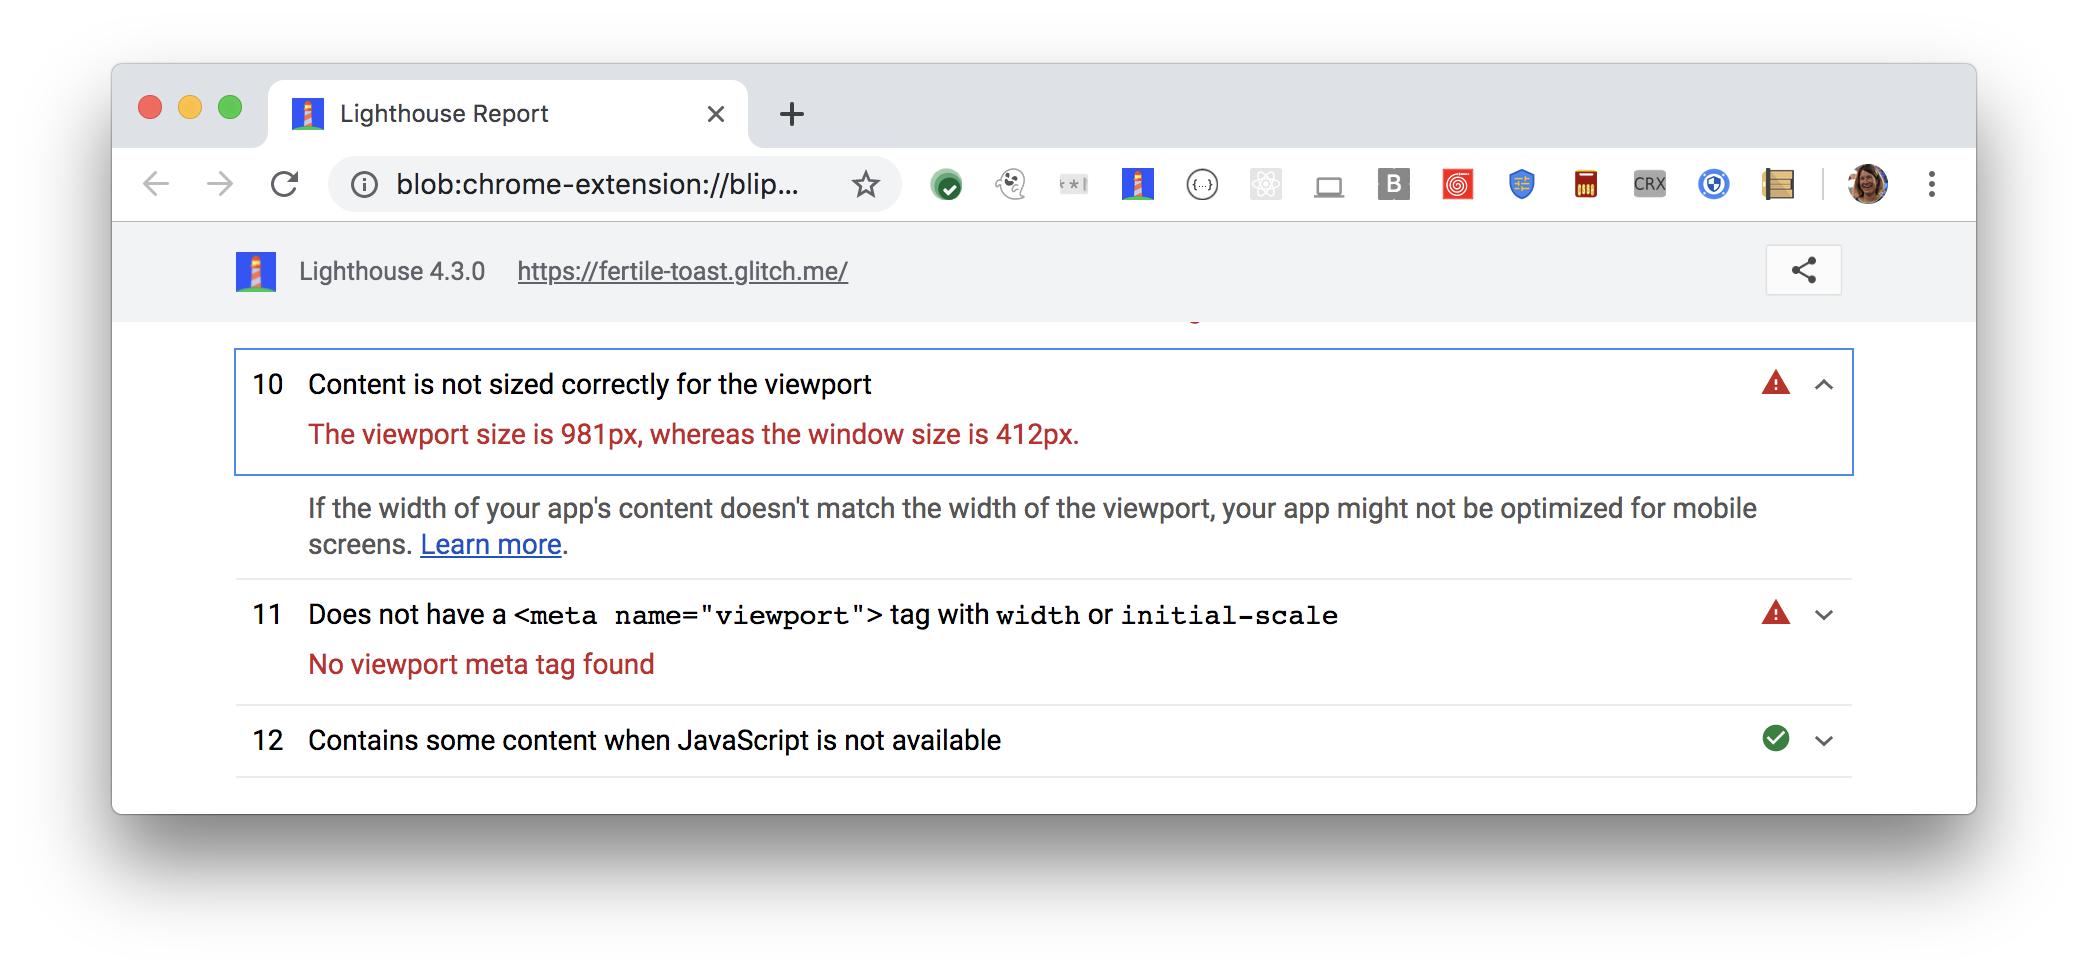 Lighthouse Report
blob:chrome-extension://blip...
{...}
B
CRX
Lighthouse 4.3.0 https://fertile-toast.glitch.me/
10 Content is not sized correctly for the viewport
The viewport size is 981px, whereas the window size is 412px.
If the width of your app's content doesn't match the width of the viewport, your app might not be optimized for mobile
screens. Learn more.
11 Does not have a <meta name="viewport"> tag with width or initial-scale
No viewport meta tag found
12 Contains some content when JavaScript is not available